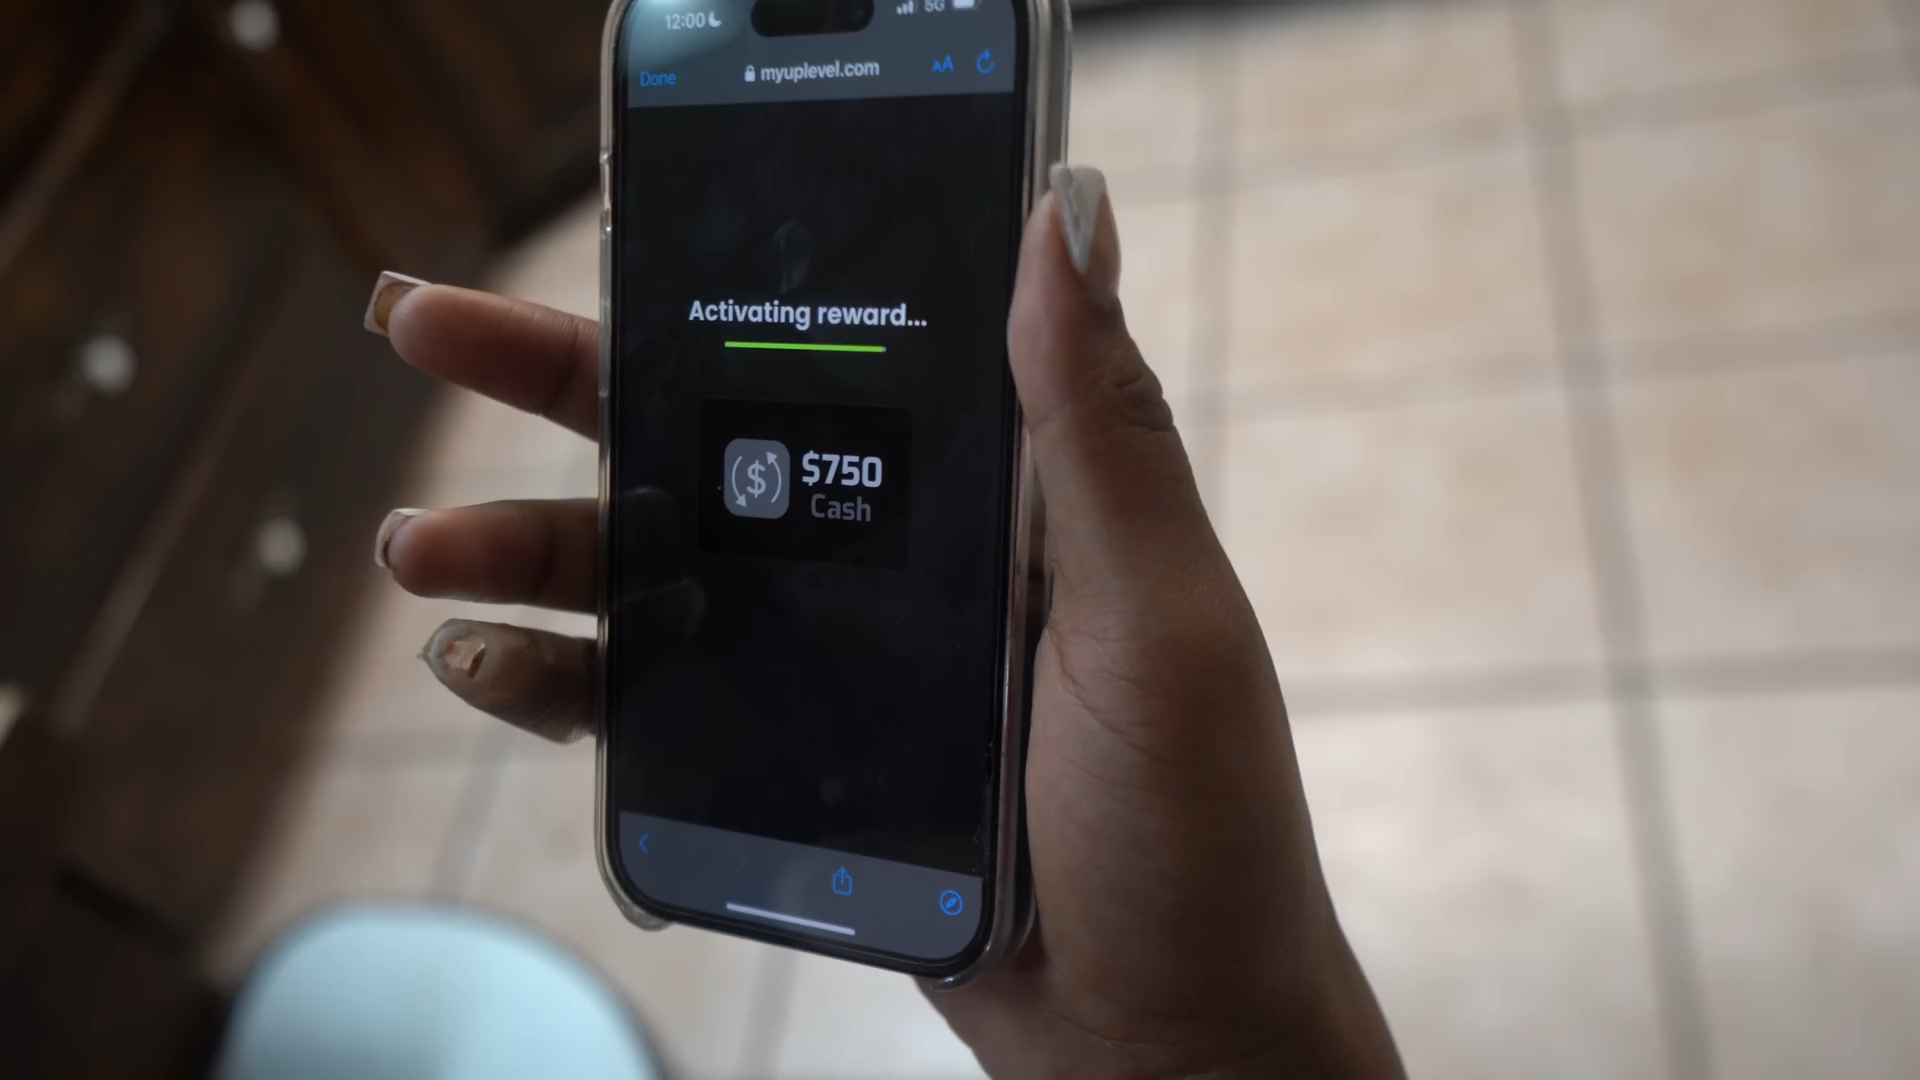 12:00
5G
Done
myuplevel.com
AA
Activating reward...
$
$750
Cash